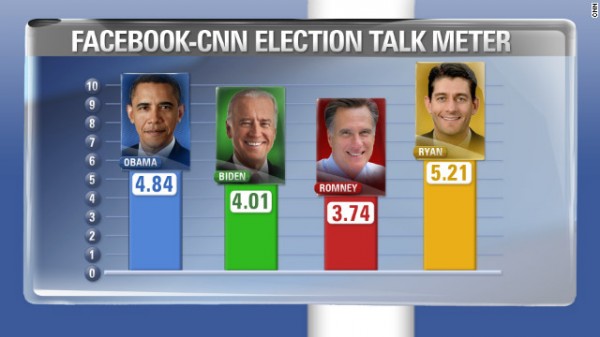 FACEBOOK-CNN ELECTION TALK METER
10
9
8
7
6
5
4
3
2
1
0
OBAMA
4.84
BIDEN
4.01
ROMNEY
3.74
RYAN
5.21
CNN